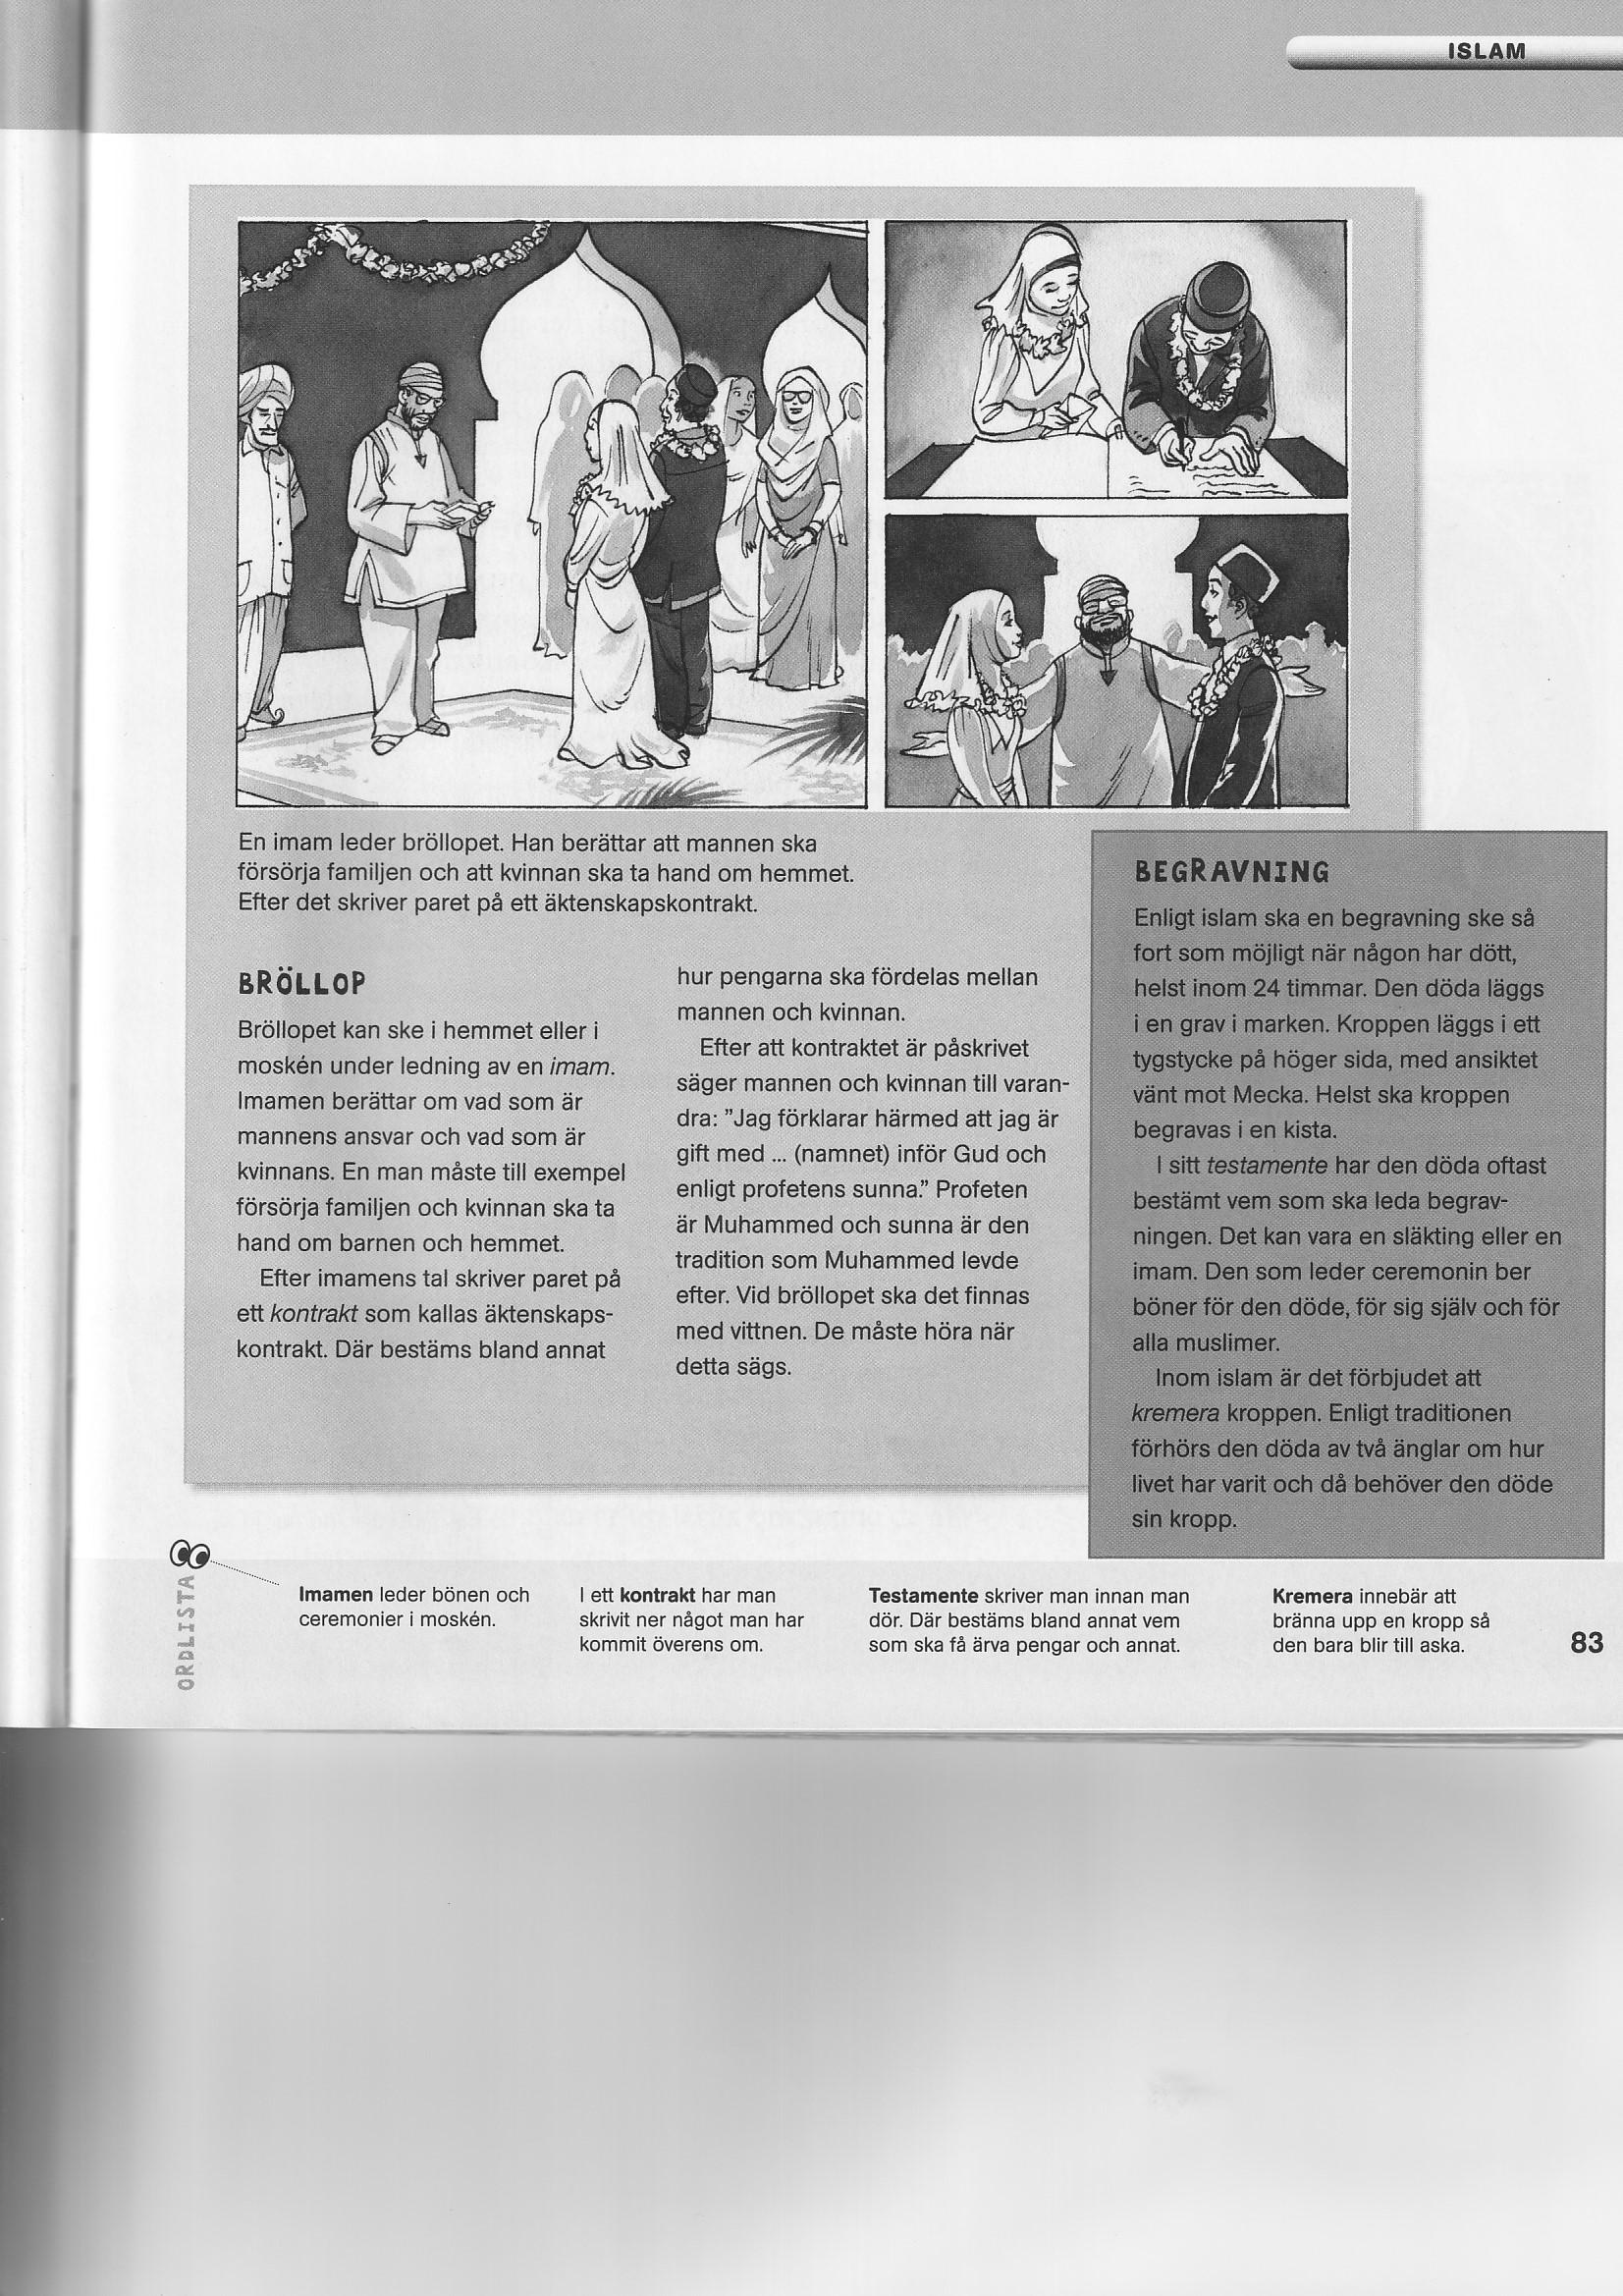 ISLAM
En imam leder bröllopet. Han berättar att mannen ska
försörja familjen och att kvinnan ska ta hand om hemmet.
Efter det skriver paret på ett äktenskapskontrakt.
BRÖLLOP
Bröllopet kan ske i hemmet eller i
moskén under ledning av en imam.
Imamen berättar om vad som är
mannens ansvar och vad som är
kvinnans. En man måste till exempel
försörja familjen och kvinnan ska ta
hand om barnen och hemmet.
Efter imamens tal skriver paret på
ett kontrakt som kallas äktenskaps-
kontrakt. Där bestäms bland annat
hur pengarna ska fördelas mellan
mannen och kvinnan.
Efter att kontraktet är påskrivet
säger mannen och kvinnan till varan-
dra: ”Jag förklarar härmed att jag är
gift med ... (namnet) inför Gud och
enligt profetens sunna.” Profeten
är Muhammed och sunna är den
tradition som Muhammed levde
efter. Vid bröllopet ska det finnas
med vittnen. De måste höra när
detta sägs.
BEGRAVNING
Enligt islam ska en begravning ske så
fort som möjligt när någon har dött,
helst inom 24 timmar. Den döda läggs
i en grav i marken. Kroppen läggs i ett
tygstycke på höger sida, med ansiktet
vänt mot Mecka. Helst ska kroppen
begravas i en kista.
I sitt testamente har den döda oftast
bestämt vem som ska leda begrav-
ningen. Det kan vara en släkting eller en
imam. Den som leder ceremonin ber
böner för den döde, för sig själv och för
alla muslimer.
Inom islam är det förbjudet att
kremera kroppen. Enligt traditionen
förhörs den döda av två änglar om hur
livet har varit och då behöver den döde
sin kropp.
ORDLISTA
Imamen leder bönen och
ceremonier i moskén.
I ett kontrakt har man
skrivit ner något man har
kommit överens om.
Testamente skriver man innan man
dör. Där bestäms bland annat vem
som ska få ärva pengar och annat.
Kremera innebär att
bränna upp en kropp så
den bara blir till aska.
83